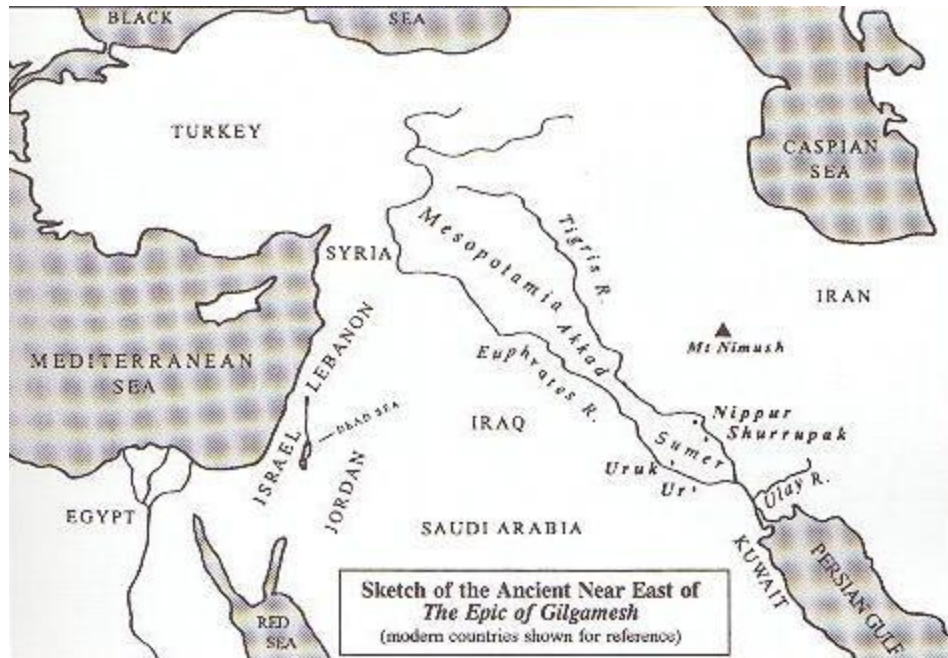 BLACK SEA
TURKEY
CASPIAN
SEA
SYRIA
Mesopotamia
Tigris R.
IRAN
LEBANON
Akkad
Mt Nimush
MEDITERRANEAN
SEA
Euphrates R.
DEAD SEA
IRAQ
Nippur
Shurrupak
Sumer
ISRAEL
JORDAN
Uruk
Ur
Ulay R.
EGYPT
SAUDI ARABIA
KUWAIT
PERSIAN GULF
RED
SEA
Sketch of the Ancient Near East of
The Epic of Gilgamesh
(modern countries shown for reference)